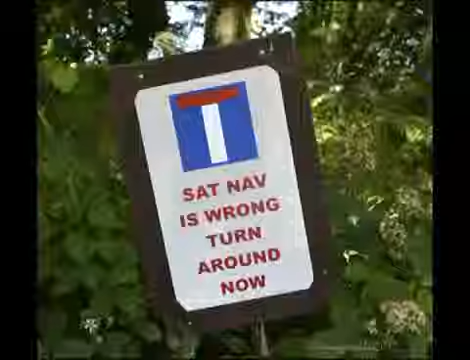 SAT NAV
IS WRONG
TURN
AROUND
NOW